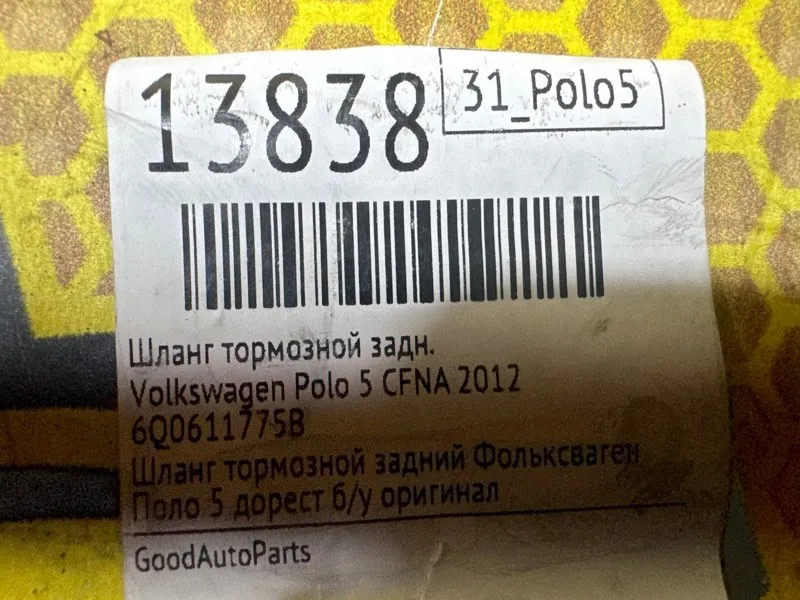 13838
31_Polo5
Шланг тормозной задн.
Volkswagen Polo 5 CFNA 2012
6Q0611775B
Шланг тормозной задний Фольксваген
Поло 5 дорест б/у оригинал
GoodAutoParts